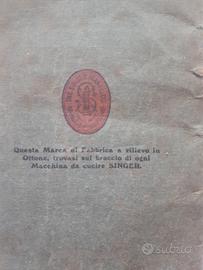 Questa Marca di Fabbrica a rilievo in
Ottone, trovasi sul braccio di ogni
Macchina da cucire SINGER.
subito